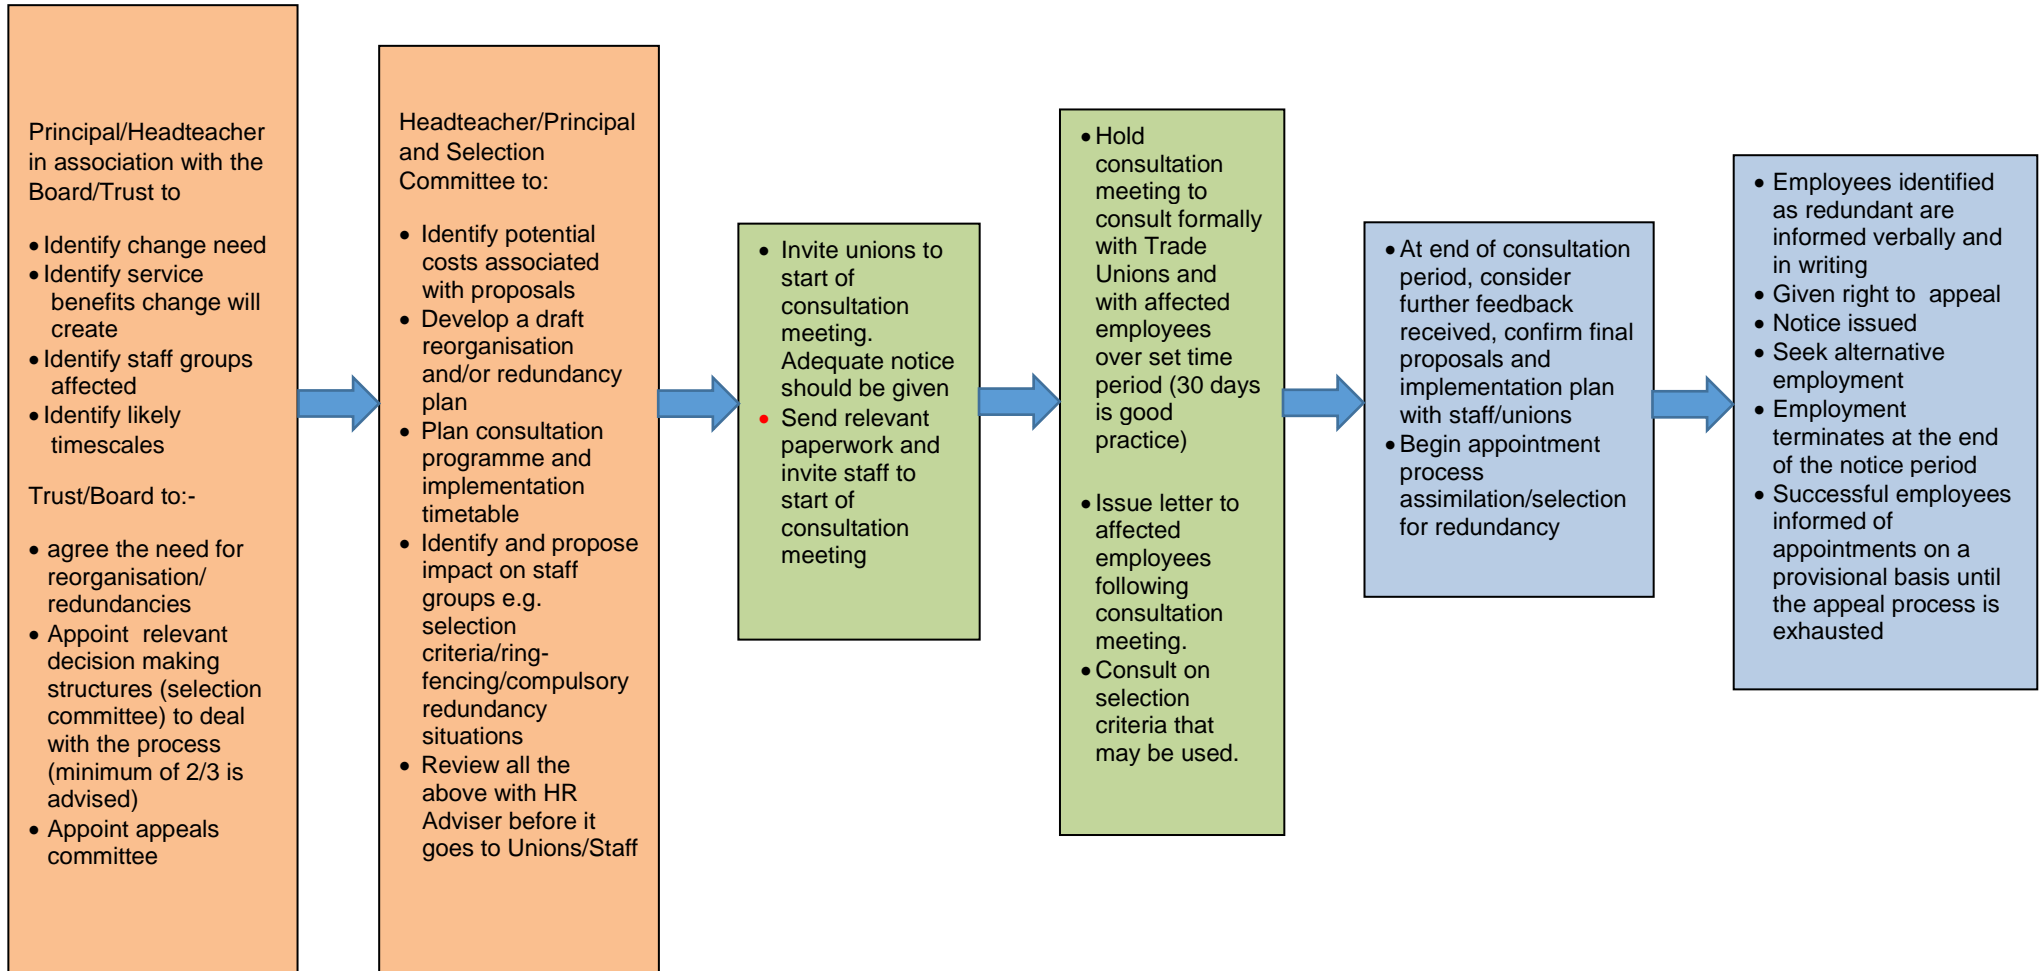 Principal/Headteacher
in association with the
Board/Trust to
• Identify change need
• Identify service
benefits change will
create
• Identify staff groups
affected
• Identify likely
timescales
Trust/Board to:-
• agree the need for
reorganisation/
redundancies
• Appoint relevant
decision making
structures (selection
committee) to deal
with the process
(minimum of 2/3 is
advised)
• Appoint appeals
committee
Headteacher/Principal
and Selection
Committee to:
• Identify potential
costs associated
with proposals
• Develop a draft
reorganisation
and/or redundancy
plan
• Plan consultation
programme and
implementation
timetable
• Identify and propose
impact on staff
groups e.g.
selection
criteria/ring-
fencing/compulsory
redundancy
situations
• Review all the
above with HR
Adviser before it
goes to Unions/Staff
• Invite unions to
start of
consultation
meeting.
Adequate notice
should be given
• Send relevant
paperwork and
invite staff to
start of
consultation
meeting
• Hold
consultation
meeting to
consult formally
with Trade
Unions and
with affected
employees
over set time
period (30 days
is good
practice)
• Issue letter to
affected
employees
following
consultation
meeting.
• Consult on
selection
criteria that
may be used.
• At end of consultation
period, consider
further feedback
received, confirm final
proposals and
implementation plan
with staff/unions
• Begin appointment
process
assimilation/selection
for redundancy
• Employees identified
as redundant are
informed verbally and
in writing
• Given right to appeal
• Notice issued
• Seek alternative
employment
• Employment
terminates at the end
of the notice period
• Successful employees
informed of
appointments on a
provisional basis until
the appeal process is
exhausted